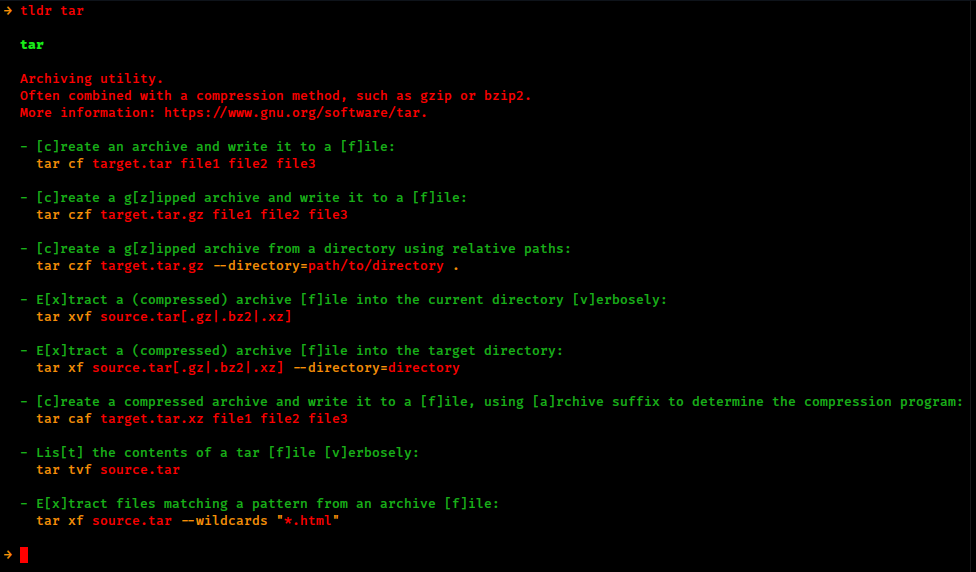 → tldr tar
tar
Archiving utility.
Often combined with a compression method, such as gzip or bzip2.
More information: https://www.gnu.org/software/tar.
- [c]reate an archive and write it to a [f]ile:
tar cf target.tar file1 file2 file3
- [c]reate a g[z]ipped archive and write it to a [f]ile:
tar czf target.tar.gz file1 file2 file3
- [c]reate a g[z]ipped archive from a directory using relative paths:
tar czf target.tar.gz --directory=path/to/directory .
- E[x]tract a (compressed) archive [f]ile into the current directory [v]erbosely:
tar xvf source.tar[.gz|.bz2|.xz]
- E[x]tract a (compressed) archive [f]ile into the target directory:
tar xf source.tar[.gz|.bz2|.xz] --directory=directory
- [c]reate a compressed archive and write it to a [f]ile, using [a]rchive suffix to determine the compression program:
tar caf target.tar.xz file1 file2 file3
- Lis[t] the contents of a tar [f]ile [v]erbosely:
tar tvf source.tar
- E[x]tract files matching a pattern from an archive [f]ile:
tar xf source.tar --wildcards "*.html"
→